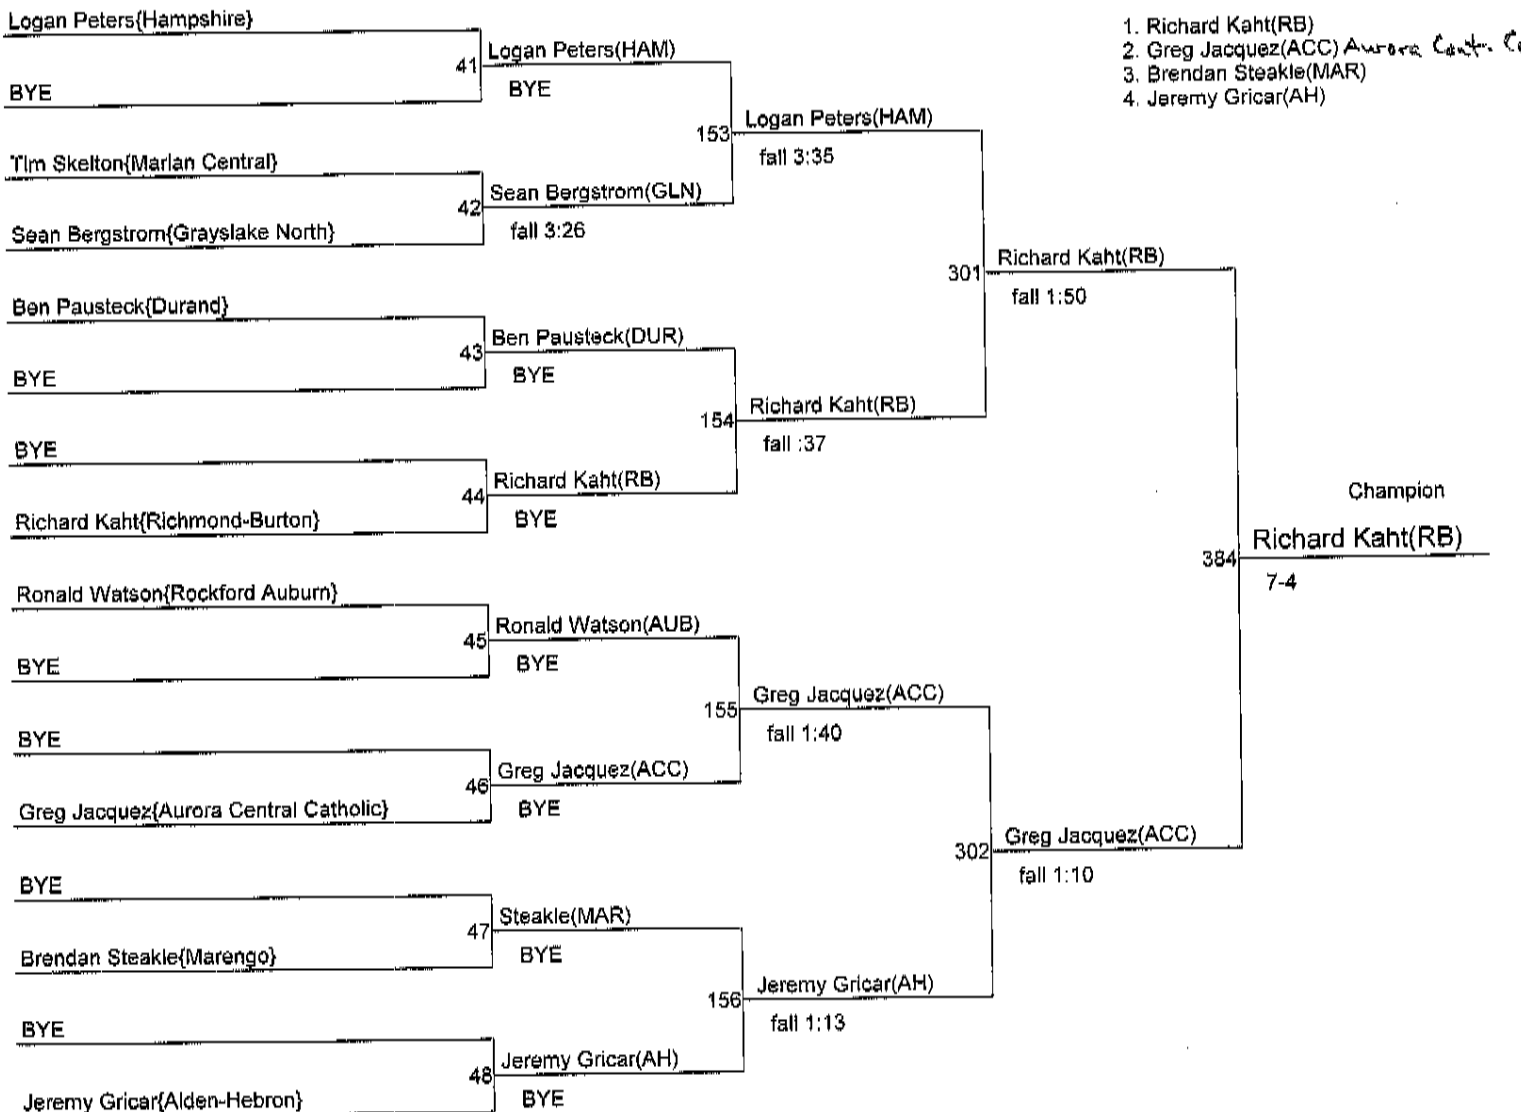 Logan Peters{Hampshire}
BYE
Tim Skelton{Marian Central}
Sean Bergstrom{Grayslake North}
Ben Pausteck{Durand}
BYE
BYE
Richard Kaht{Richmond-Burton}
Ronald Watson{Rockford Auburn}
BYE
BYE
Greg Jacquez{Aurora Central Catholic}
BYE
Brendan Steakle{Marengo}
BYE
Jeremy Gricar{Alden-Hebron}
41
Logan Peters(HAM)
BYE
42
Sean Bergstrom(GLN)
fall 3:26
43
Ben Pausteck(DUR)
BYE
44
Richard Kaht(RB)
BYE
45
Ronald Watson(AUB)
BYE
46
Greg Jacquez(ACC)
BYE
47
Steakle(MAR)
BYE
48
Jeremy Gricar(AH)
BYE
153
Logan Peters(HAM)
fall 3:35
154
Richard Kaht(RB)
fall :37
155
Greg Jacquez(ACC)
fall 1:40
156
Jeremy Gricar(AH)
fall 1:13
301
Richard Kaht(RB)
fall 1:50
302
Greg Jacquez(ACC)
fall 1:10
384
Champion
Richard Kaht(RB)
7-4
1. Richard Kaht(RB)
2. Greg Jacquez(ACC) Aurora Cent.
3. Brendan Steakle(MAR)
4. Jeremy Gricar(AH)